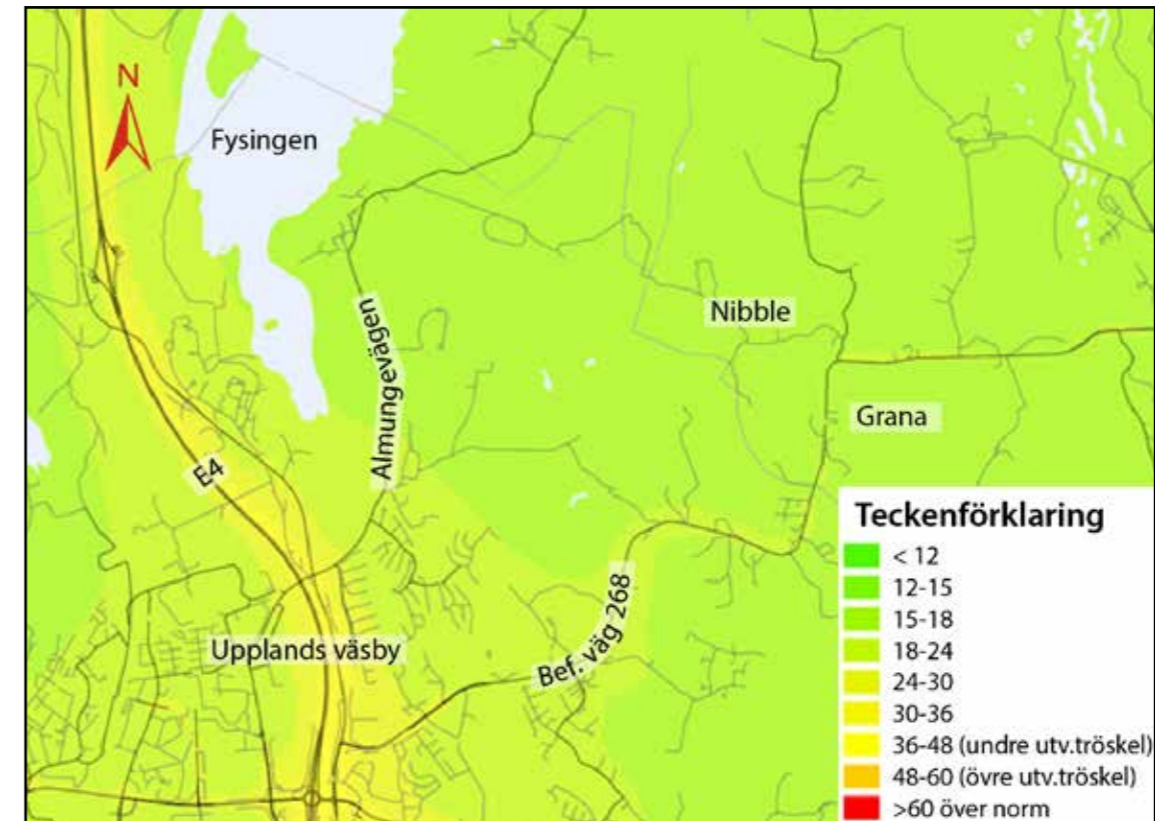 N
Fysingen
Nibble
Almungevägen
Grana
E4
Bef. väg 268
Upplands väsby
Teckenförklaring
< 12
12-15
15-18
18-24
24-30
30-36
36-48 (undre utv.tröskel)
48-60 (övre utv.tröskel)
>60 över norm